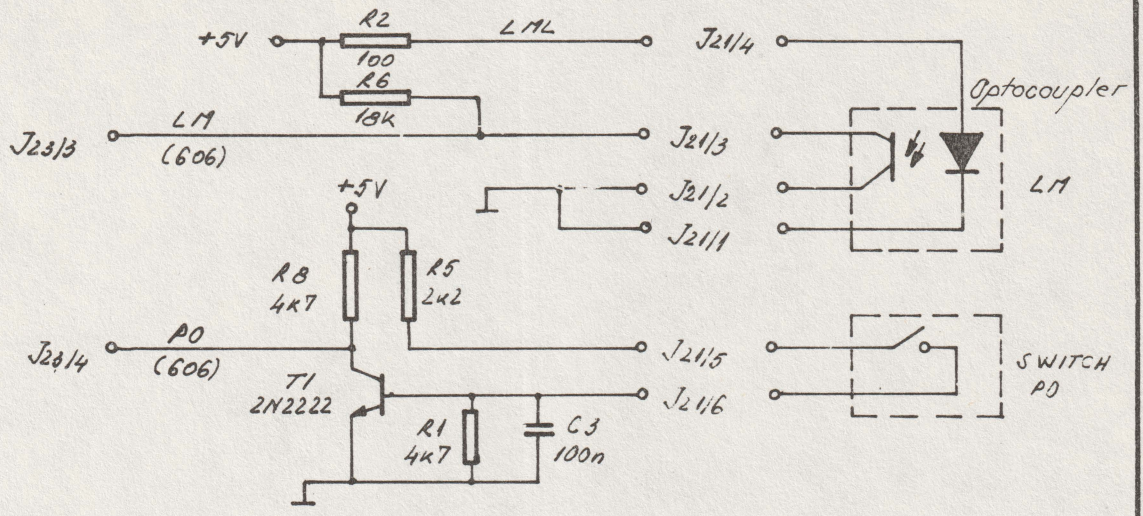 R2
+5V
LML
J21/4
100
R6
18K
Optocoupler
LM
J23/3
(606)
J21/3
+5V
J21/2
LM
J21/1
R8
4K7
R5
2K2
PO
J23/4
(606)
J21/5
SWITCH
PO
T1
2N2222
J21/6
R1
4K7
C3
100n